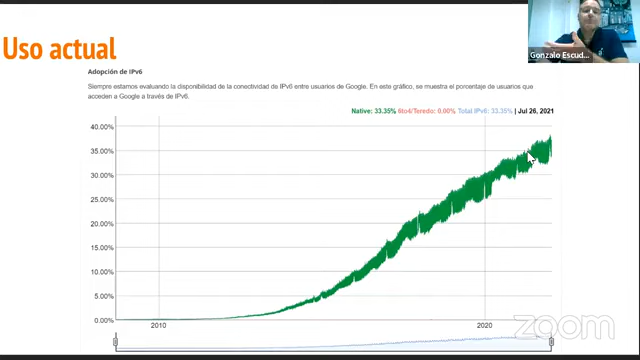 Uso actual
Gonzalo Escud...
Adopción de IPv6
Siempre estamos evaluando la disponibilidad de la conectividad de IPv6 entre usuarios de Google. En este gráfico, se muestra el porcentaje de usuarios que
acceden a Google a través de IPv6.
Native: 33.35% 6to4/Teredo: 0.00% Total IPv6: 33.35% | Jul 26, 2021
40.00%
35.00%
30.00%
25.00%
20.00%
15.00%
10.00%
5.00%
0.00%
2010 2020
zoom